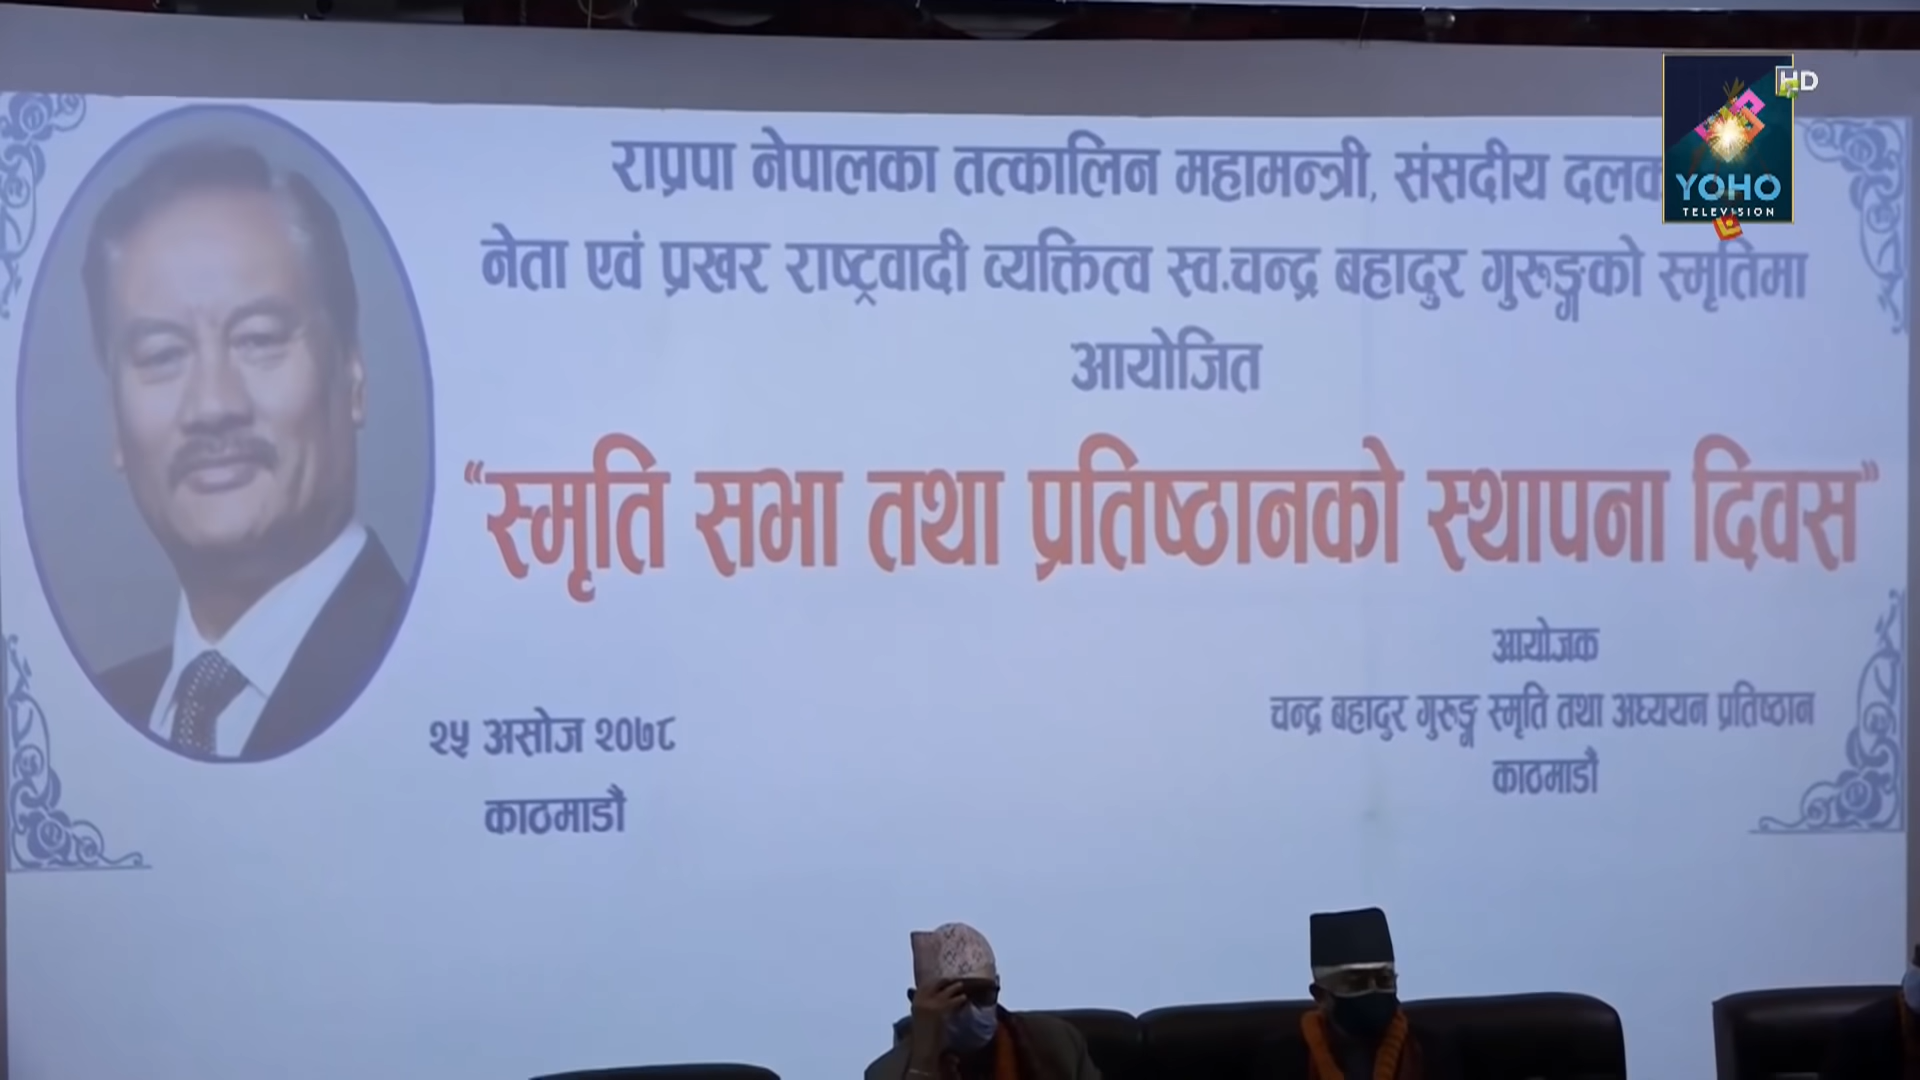 राप्रपा नेपालका तत्कालिन महामन्त्री, संसदीय
नेता एवं प्रखर राष्ट्रवादी व्यक्तित्व स्व.चन्द्र बहादुर गुरुङ्गको स्मृतिमा
आयोजित
“स्मृति सभा तथा प्रतिष्ठानको स्थापना दिवस”
आयोजक
चन्द्र बहादुर गुरुङ्ग स्मृति तथा अध्ययन प्रतिष्ठान
काठमाडौं
२५ असोज २०७८
काठमाडौं
HD
YOHO
TELEVISION